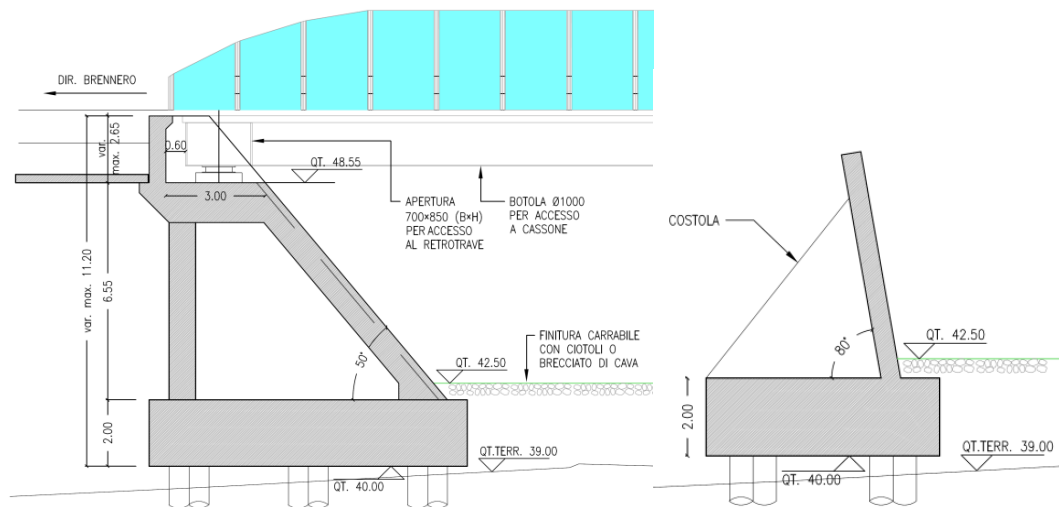 DIR. BRENNERO
var.
max. 2.65
0.60
QT. 48.55
3.00
APERTURA
700×850 (B×H)
PER ACCESSO
AL RETROTRAVE
BOTOLA Ø1000
PER ACCESSO
A CASSONE
var. max. 11.20
6.55
50°
FINITURA CARRABILE
CON CIOTOLI O
BRECCIATO DI CAVA
QT. 42.50
2.00
QT.TERR. 39.00
QT. 40.00
COSTOLA
80°
QT. 42.50
2.00
QT.TERR. 39.00
QT. 40.00